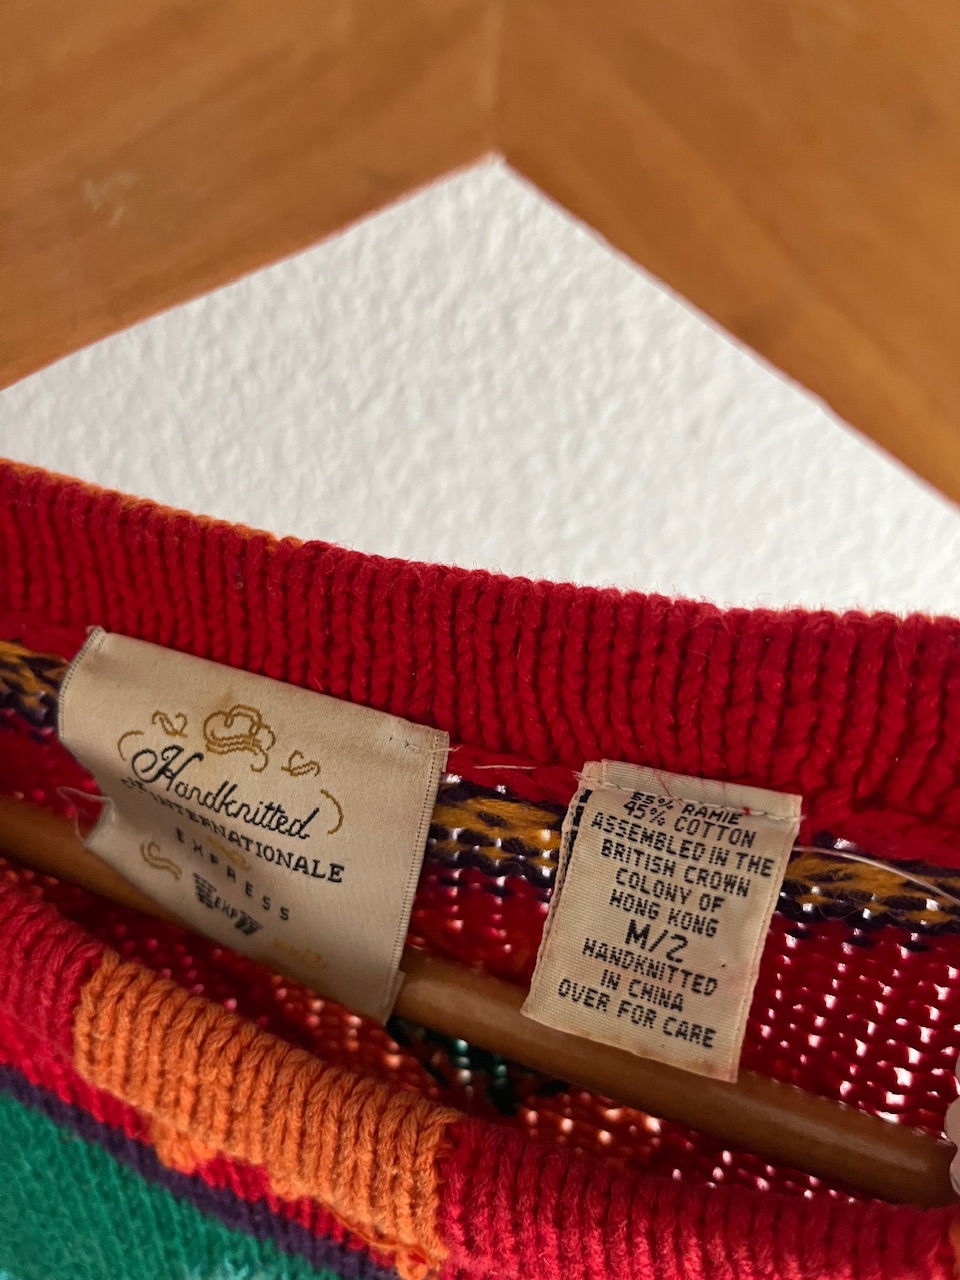 Handknitted
INTERNATIONALE
EXPRESS
55% RAMIE
45% COTTON
ASSEMBLED IN THE
BRITISH CROWN
COLONY OF
HONG KONG
M/2
HANDKNITTED
IN CHINA
OVER FOR CARE